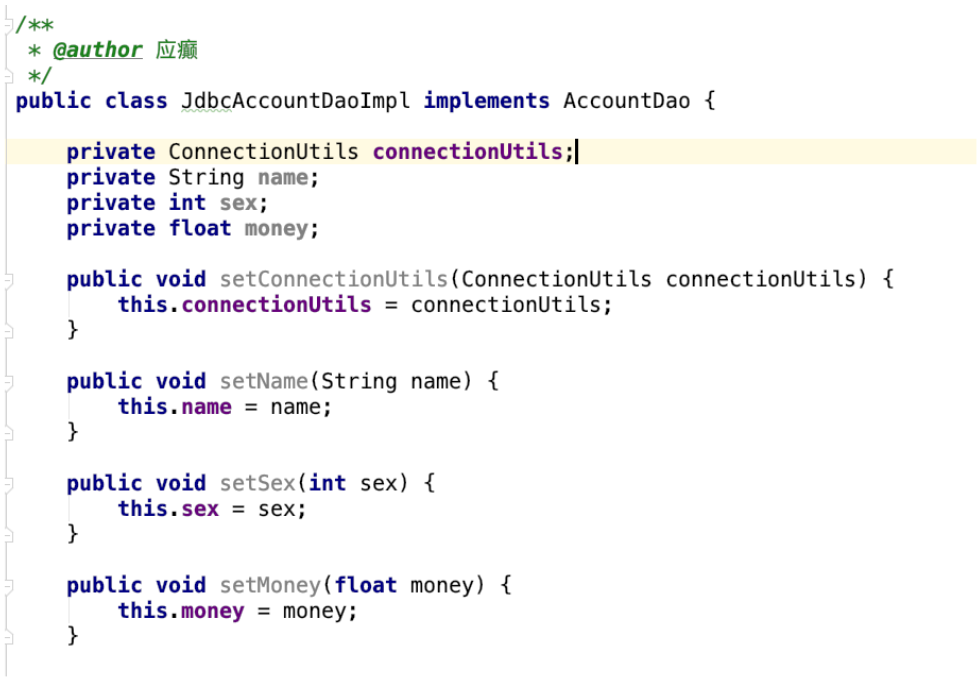 /**
 * @author 应癫
 */
public class JdbcAccountDaoImpl implements AccountDao {
    private ConnectionUtils connectionUtils;
    private String name;
    private int sex;
    private float money;
    public void setConnectionUtils(ConnectionUtils connectionUtils) {
        this.connectionUtils = connectionUtils;
    }
    public void setName(String name) {
        this.name = name;
    }
    public void setSex(int sex) {
        this.sex = sex;
    }
    public void setMoney(float money) {
        this.money = money;
    }